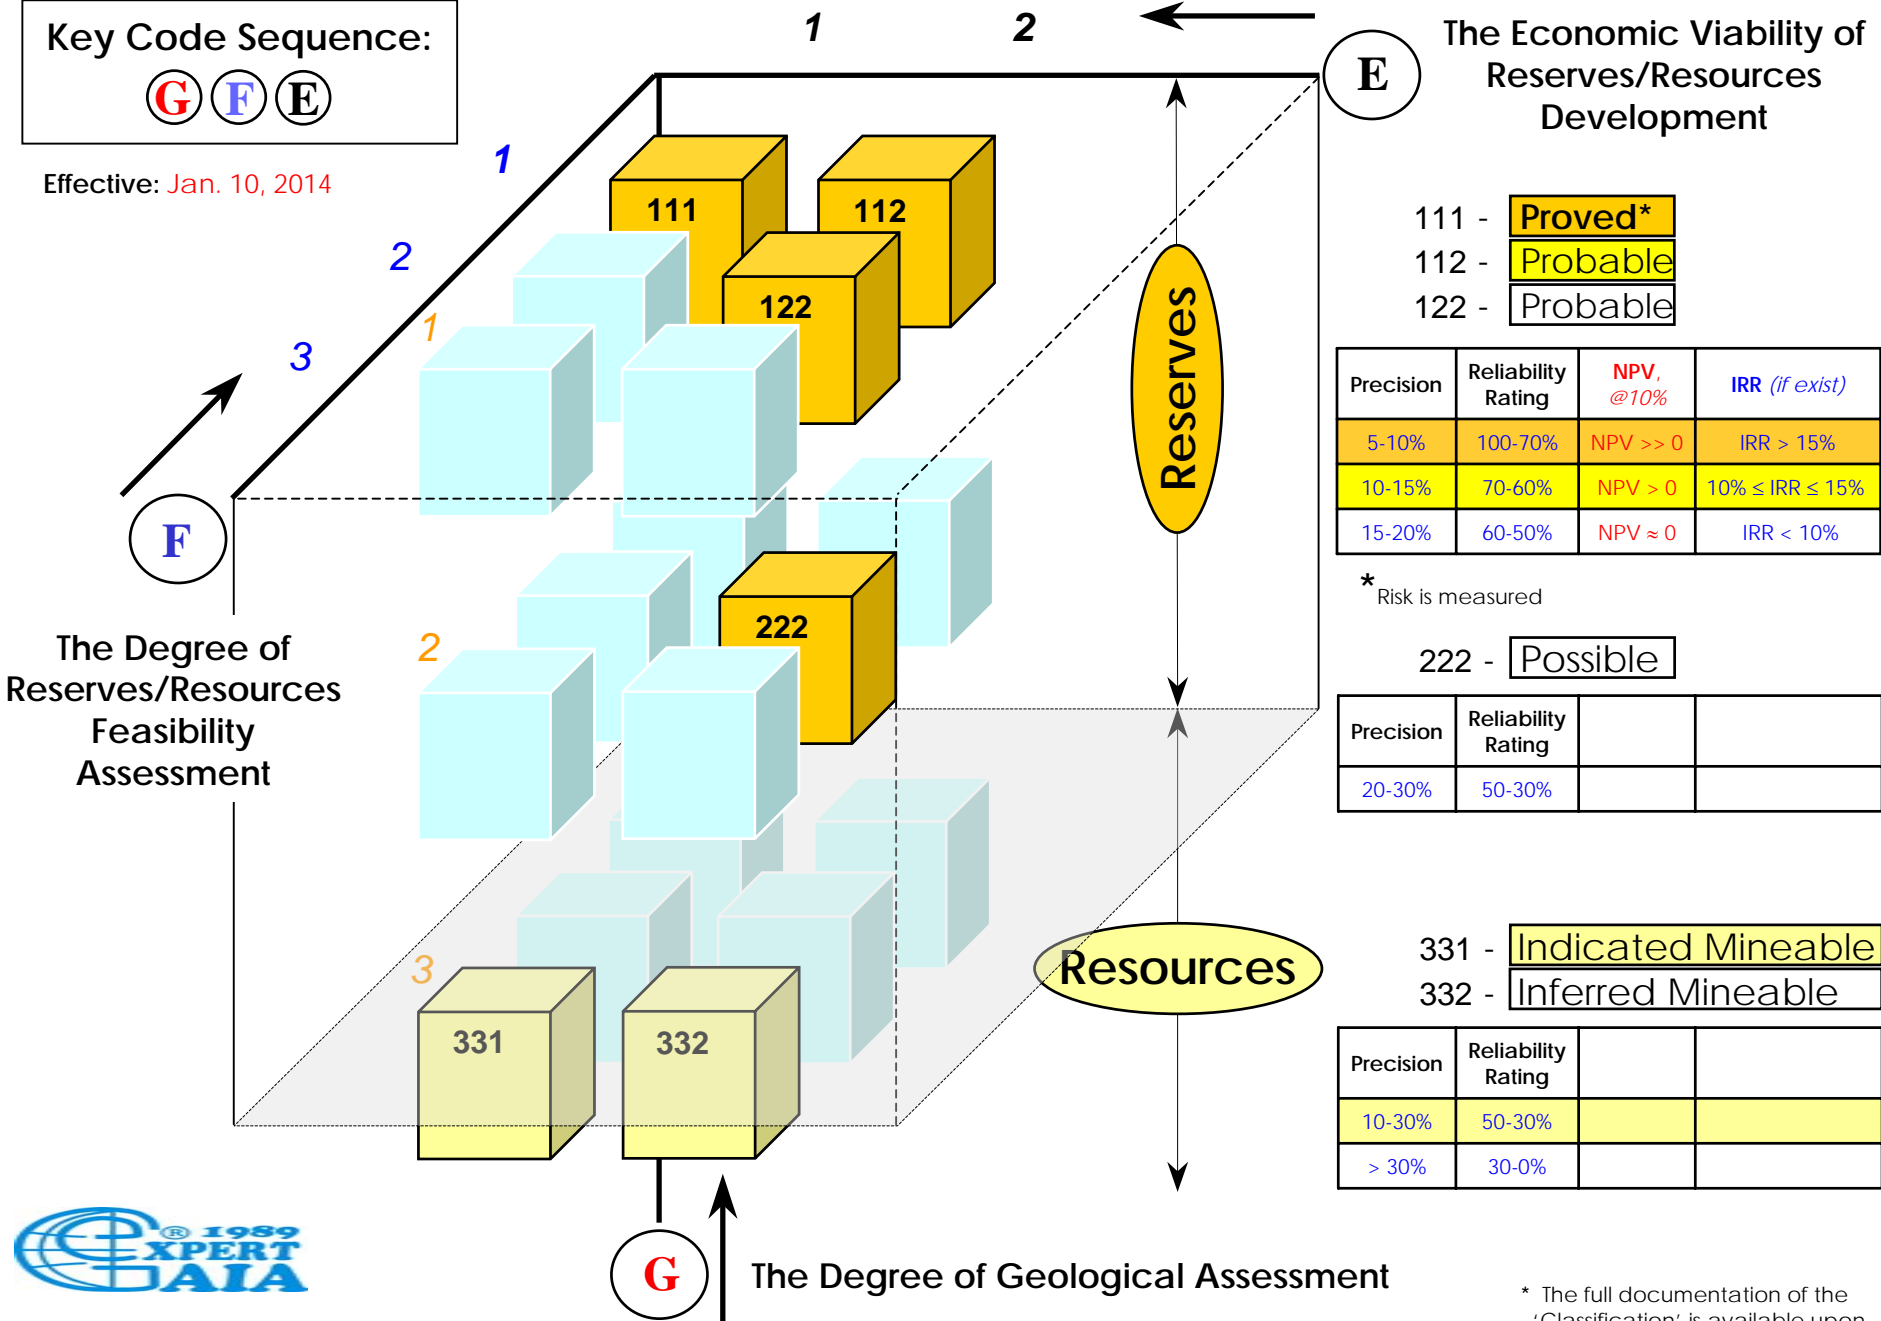 Key Code Sequence:
G F E
Effective: Jan. 10, 2014
1 2
E
The Economic Viability of
Reserves/Resources
Development
1
2
3
F
The Degree of
Reserves/Resources
Feasibility
Assessment
1
2
3
111
112
122
222
331
332
Reserves
Resources
111 - Proved*
112 - Probable
122 - Probable
Precision Reliability Rating NPV, @10% IRR (if exist)
5-10% 100-70% NPV >> 0 IRR > 15%
10-15% 70-60% NPV > 0 10% ≤ IRR ≤ 15%
15-20% 60-50% NPV ≈ 0 IRR < 10%
* Risk is measured
222 - Possible
Precision Reliability Rating
20-30% 50-30%
331 - Indicated Mineable
332 - Inferred Mineable
Precision Reliability Rating
10-30% 50-30%
> 30% 30-0%
® 1989
EXPERT
GAIA
G
The Degree of Geological Assessment
* The full documentation of the
'Classification' is available upon